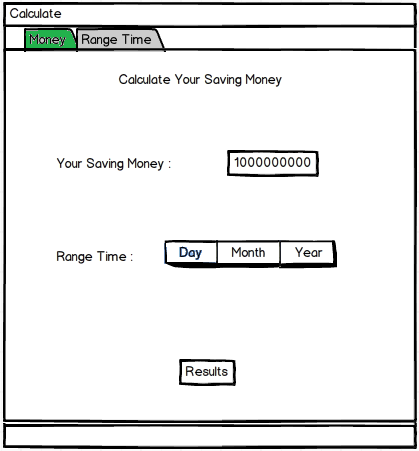 Calculate
Money Range Time
Calculate Your Saving Money
Your Saving Money : 1000000000
Range Time : Day Month Year
Results